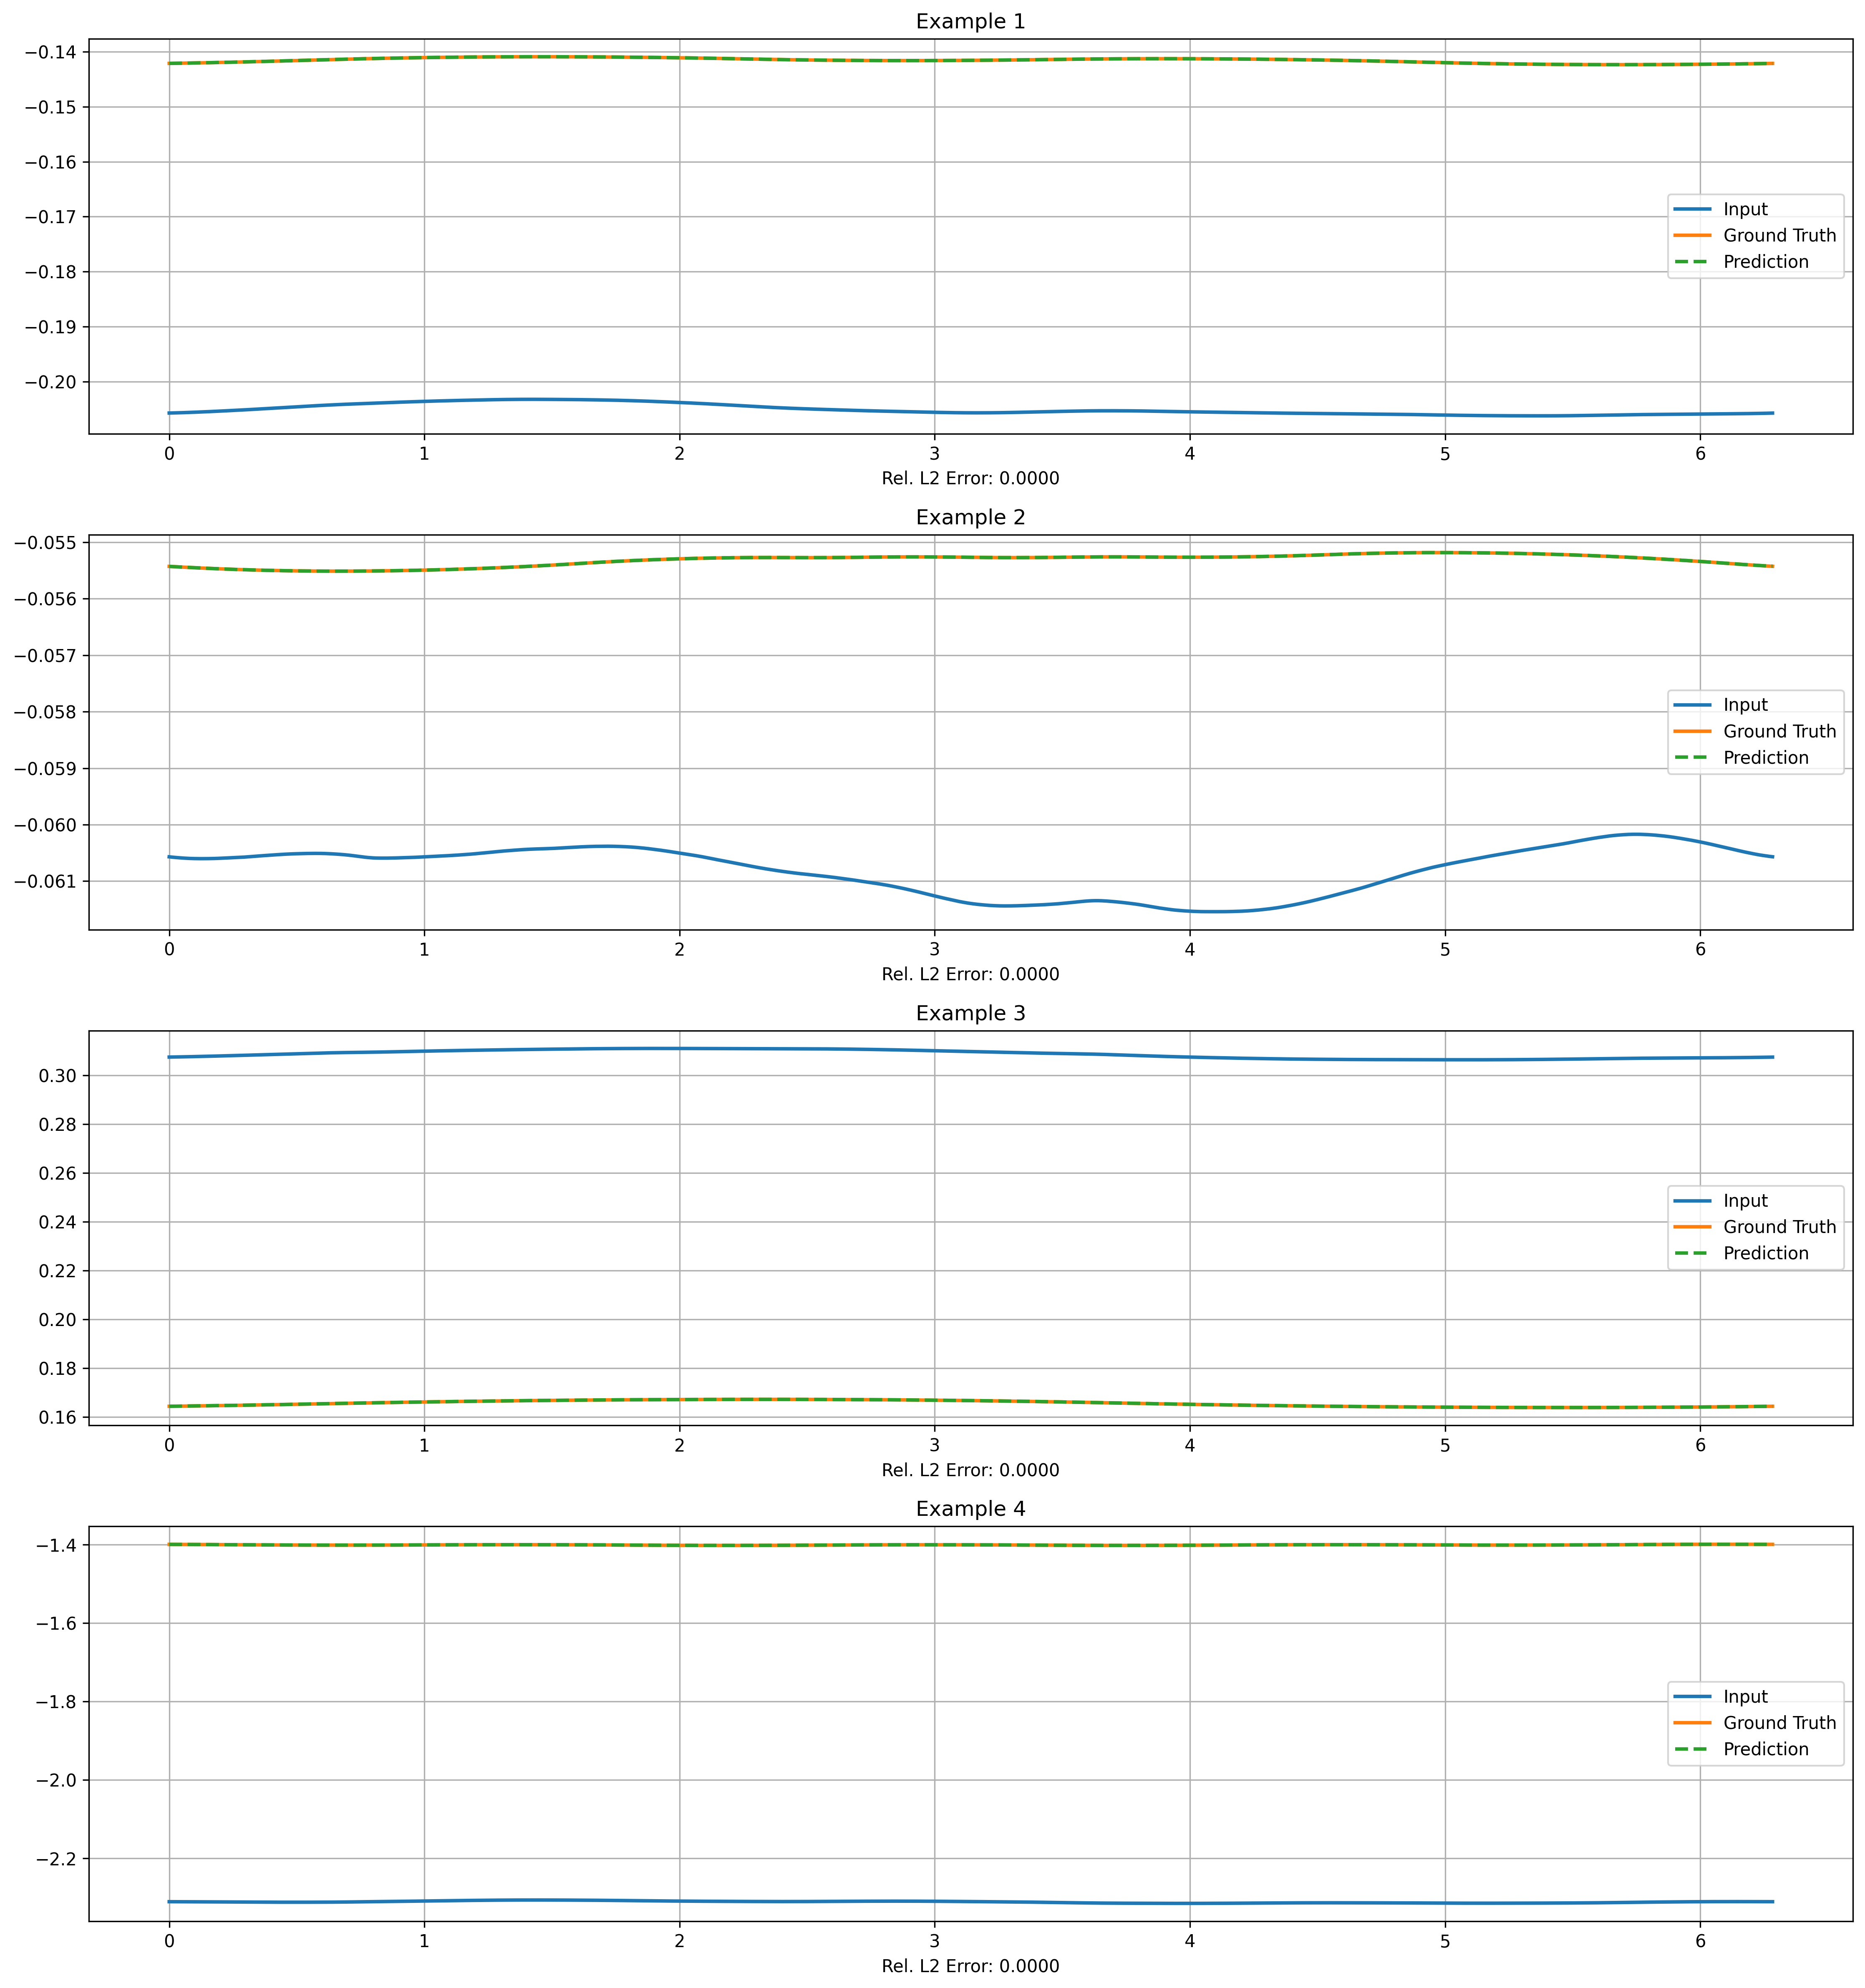 Example 1
−0.14
−0.15
−0.16
−0.17
−0.18
−0.19
−0.20
Input
Ground Truth
Prediction
0 1 2 3 4 5 6
Rel. L2 Error: 0.0000
Example 2
−0.055
−0.056
−0.057
−0.058
−0.059
−0.060
−0.061
Input
Ground Truth
Prediction
0 1 2 3 4 5 6
Rel. L2 Error: 0.0000
Example 3
0.30
0.28
0.26
0.24
0.22
0.20
0.18
0.16
Input
Ground Truth
Prediction
0 1 2 3 4 5 6
Rel. L2 Error: 0.0000
Example 4
−1.4
−1.6
−1.8
−2.0
−2.2
Input
Ground Truth
Prediction
0 1 2 3 4 5 6
Rel. L2 Error: 0.0000